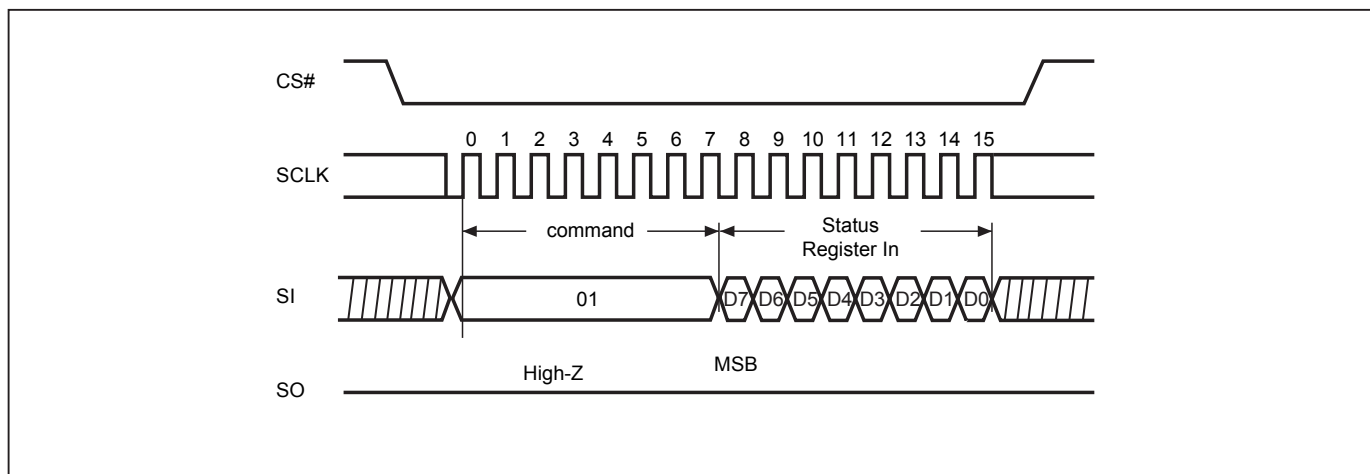 CS#
0 1 2 3 4 5 6 7 8 9 10 11 12 13 14 15
SCLK
command
Status
Register In
SI
01
D7 D6 D5 D4 D3 D2 D1 D0
High-Z
MSB
SO